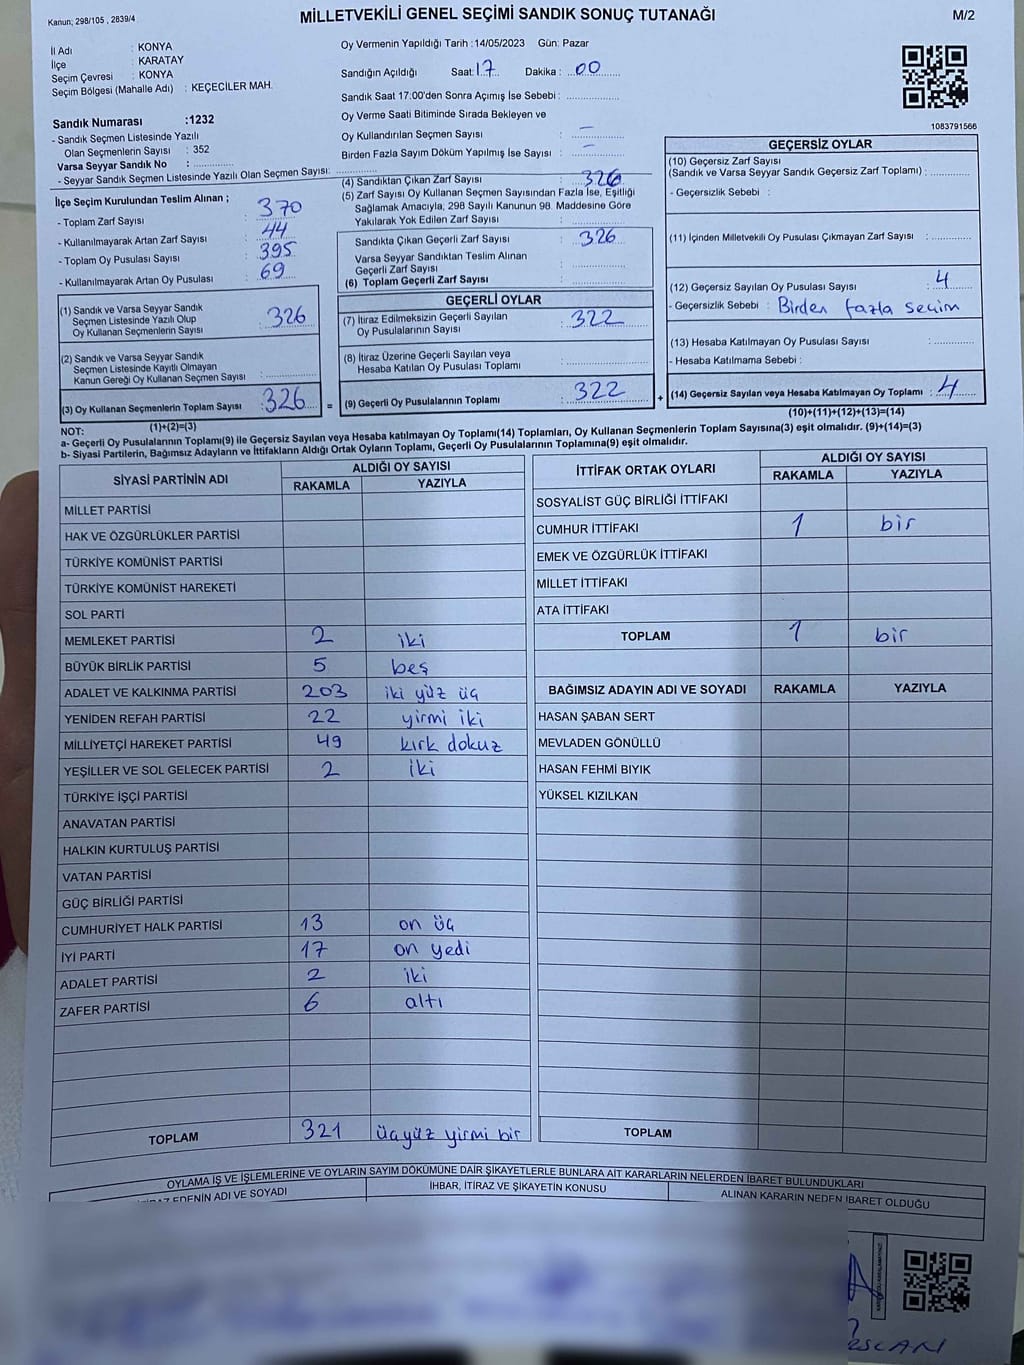 Kanun; 298/105 , 2839/4
MİLLETVEKİLİ GENEL SEÇİMİ SANDIK SONUÇ TUTANAĞI
M/2
İl Adı : KONYA
İlçe : KARATAY
Seçim Çevresi : KONYA
Seçim Bölgesi (Mahalle Adı) : KEÇECİLER MAH.
Oy Vermenin Yapıldığı Tarih :14/05/2023 Gün: Pazar
Sandığın Açıldığı Saat: 17 Dakika : 00
Sandık Saat 17:00'den Sonra Açımış İse Sebebi :
Oy Verme Saati Bitiminde Sırada Bekleyen ve
Oy Kullandırılan Seçmen Sayısı : —
Birden Fazla Sayım Döküm Yapılmış İse Sayısı : —
1083791566
Sandık Numarası :1232
- Sandık Seçmen Listesinde Yazılı
Olan Seçmenlerin Sayısı : 352
Varsa Seyyar Sandık No :
- Seyyar Sandık Seçmen Listesinde Yazılı Olan Seçmen Sayısı:
İlçe Seçim Kurulundan Teslim Alınan ;
- Toplam Zarf Sayısı : 370
- Kullanılmayarak Artan Zarf Sayısı : 44
- Toplam Oy Pusulası Sayısı : 395
- Kullanılmayarak Artan Oy Pusulası : 69
(1) Sandık ve Varsa Seyyar Sandık
Seçmen Listesinde Yazılı Olup
Oy Kullanan Seçmenlerin Sayısı : 326
(2) Sandık ve Varsa Seyyar Sandık
Seçmen Listesinde Kayıtlı Olmayan
Kanun Gereği Oy Kullanan Seçmen Sayısı :
(3) Oy Kullanan Seçmenlerin Toplam Sayısı : 326 =
(1)+(2)=(3)
(4) Sandıktan Çıkan Zarf Sayısı : 326
(5) Zarf Sayısı Oy Kullanan Seçmen Sayısından Fazla İse, Eşitliği
Sağlamak Amacıyla, 298 Sayılı Kanunun 98. Maddesine Göre
Yakılarak Yok Edilen Zarf Sayısı :
Sandıkta Çıkan Geçerli Zarf Sayısı : 326
Varsa Seyyar Sandıktan Teslim Alınan
Geçerli Zarf Sayısı :
(6) Toplam Geçerli Zarf Sayısı :
GEÇERLİ OYLAR
(7) İtiraz Edilmeksizin Geçerli Sayılan
Oy Pusulalarının Sayısı : 322
(8) İtiraz Üzerine Geçerli Sayılan veya
Hesaba Katılan Oy Pusulası Toplamı :
(9) Geçerli Oy Pusulalarının Toplamı : 322 +
GEÇERSİZ OYLAR
(10) Geçersiz Zarf Sayısı
(Sandık ve Varsa Seyyar Sandık Geçersiz Zarf Toplamı) :
- Geçersizlik Sebebi :
(11) İçinden Milletvekili Oy Pusulası Çıkmayan Zarf Sayısı :
(12) Geçersiz Sayılan Oy Pusulası Sayısı : 4
- Geçersizlik Sebebi : Birden fazla seçim
(13) Hesaba Katılmayan Oy Pusulası Sayısı :
- Hesaba Katılmama Sebebi :
(14) Geçersiz Sayılan veya Hesaba Katılmayan Oy Toplamı : 4
(10)+(11)+(12)+(13)=(14)
NOT:
a- Geçerli Oy Pusulalarının Toplamı(9) ile Geçersiz Sayılan veya Hesaba katılmayan Oy Toplamı(14) Toplamları, Oy Kullanan Seçmenlerin Toplam Sayısına(3) eşit olmalıdır. (9)+(14)=(3)
b- Siyasi Partilerin, Bağımsız Adayların ve İttifakların Aldığı Ortak Oyların Toplamı, Geçerli Oy Pusulalarının Toplamına(9) eşit olmalıdır.
SİYASİ PARTİNİN ADI
ALDIĞI OY SAYISI
RAKAMLA YAZIYLA
MİLLET PARTİSİ
HAK VE ÖZGÜRLÜKLER PARTİSİ
TÜRKİYE KOMÜNİST PARTİSİ
TÜRKİYE KOMÜNİST HAREKETİ
SOL PARTİ
MEMLEKET PARTİSİ 2 iki
BÜYÜK BİRLİK PARTİSİ 5 beş
ADALET VE KALKINMA PARTİSİ 203 iki yüz üç
YENİDEN REFAH PARTİSİ 22 yirmi iki
MİLLİYETÇİ HAREKET PARTİSİ 49 kırk dokuz
YEŞİLLER VE SOL GELECEK PARTİSİ 2 iki
TÜRKİYE İŞÇİ PARTİSİ
ANAVATAN PARTİSİ
HALKIN KURTULUŞ PARTİSİ
VATAN PARTİSİ
GÜÇ BİRLİĞİ PARTİSİ
CUMHURİYET HALK PARTİSİ 13 on üç
İYİ PARTİ 17 on yedi
ADALET PARTİSİ 2 iki
ZAFER PARTİSİ 6 altı
TOPLAM 321 üçyüz yirmi bir
İTTİFAK ORTAK OYLARI
ALDIĞI OY SAYISI
RAKAMLA YAZIYLA
SOSYALİST GÜÇ BİRLİĞİ İTTİFAKI
CUMHUR İTTİFAKI 1 bir
EMEK VE ÖZGÜRLÜK İTTİFAKI
MİLLET İTTİFAKI
ATA İTTİFAKI
TOPLAM 1 bir
BAĞIMSIZ ADAYIN ADI VE SOYADI RAKAMLA YAZIYLA
HASAN ŞABAN SERT
MEVLADEN GÖNÜLLÜ
HASAN FEHMİ BIYIK
YÜKSEL KIZILKAN
TOPLAM
OYLAMA İŞ VE İŞLEMLERİNE VE OYLARIN SAYIM DÖKÜMÜNE DAİR ŞİKAYETLERLE BUNLARA AİT KARARLARIN NELERDEN İBARET BULUNDUKLARI
EDENİN ADI VE SOYADI
İHBAR, İTİRAZ VE ŞİKAYETİN KONUSU
ALINAN KARARIN NEDEN İBARET OLDUĞU